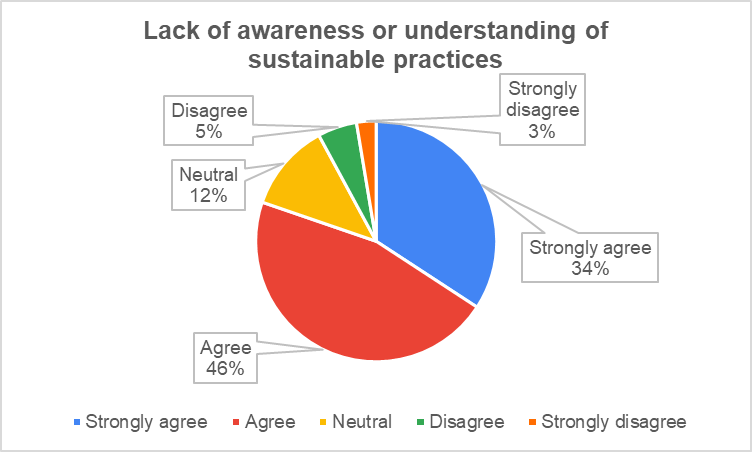 Lack of awareness or understanding of
sustainable practices
Strongly
disagree
3%
Disagree
5%
Neutral
12%
Strongly agree
34%
Agree
46%
Strongly agree Agree Neutral Disagree Strongly disagree